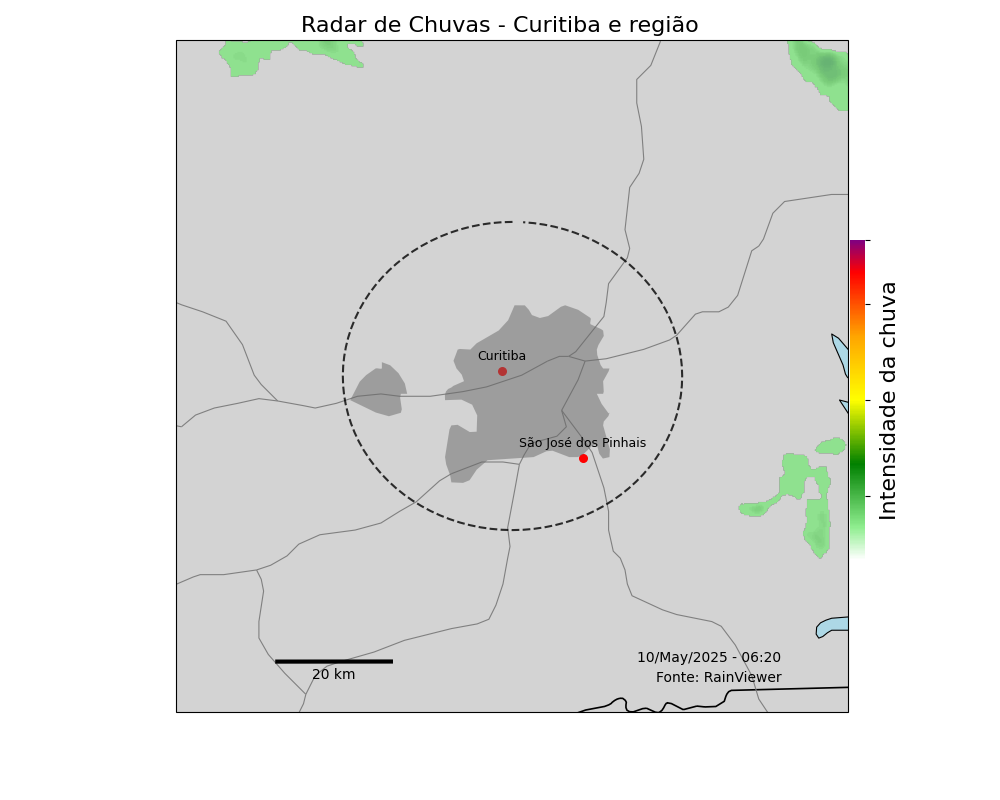 Radar de Chuvas - Curitiba e região
Curitiba
São José dos Pinhais
Intensidade da chuva
10/May/2025 - 06:20
Fonte: RainViewer
20 km